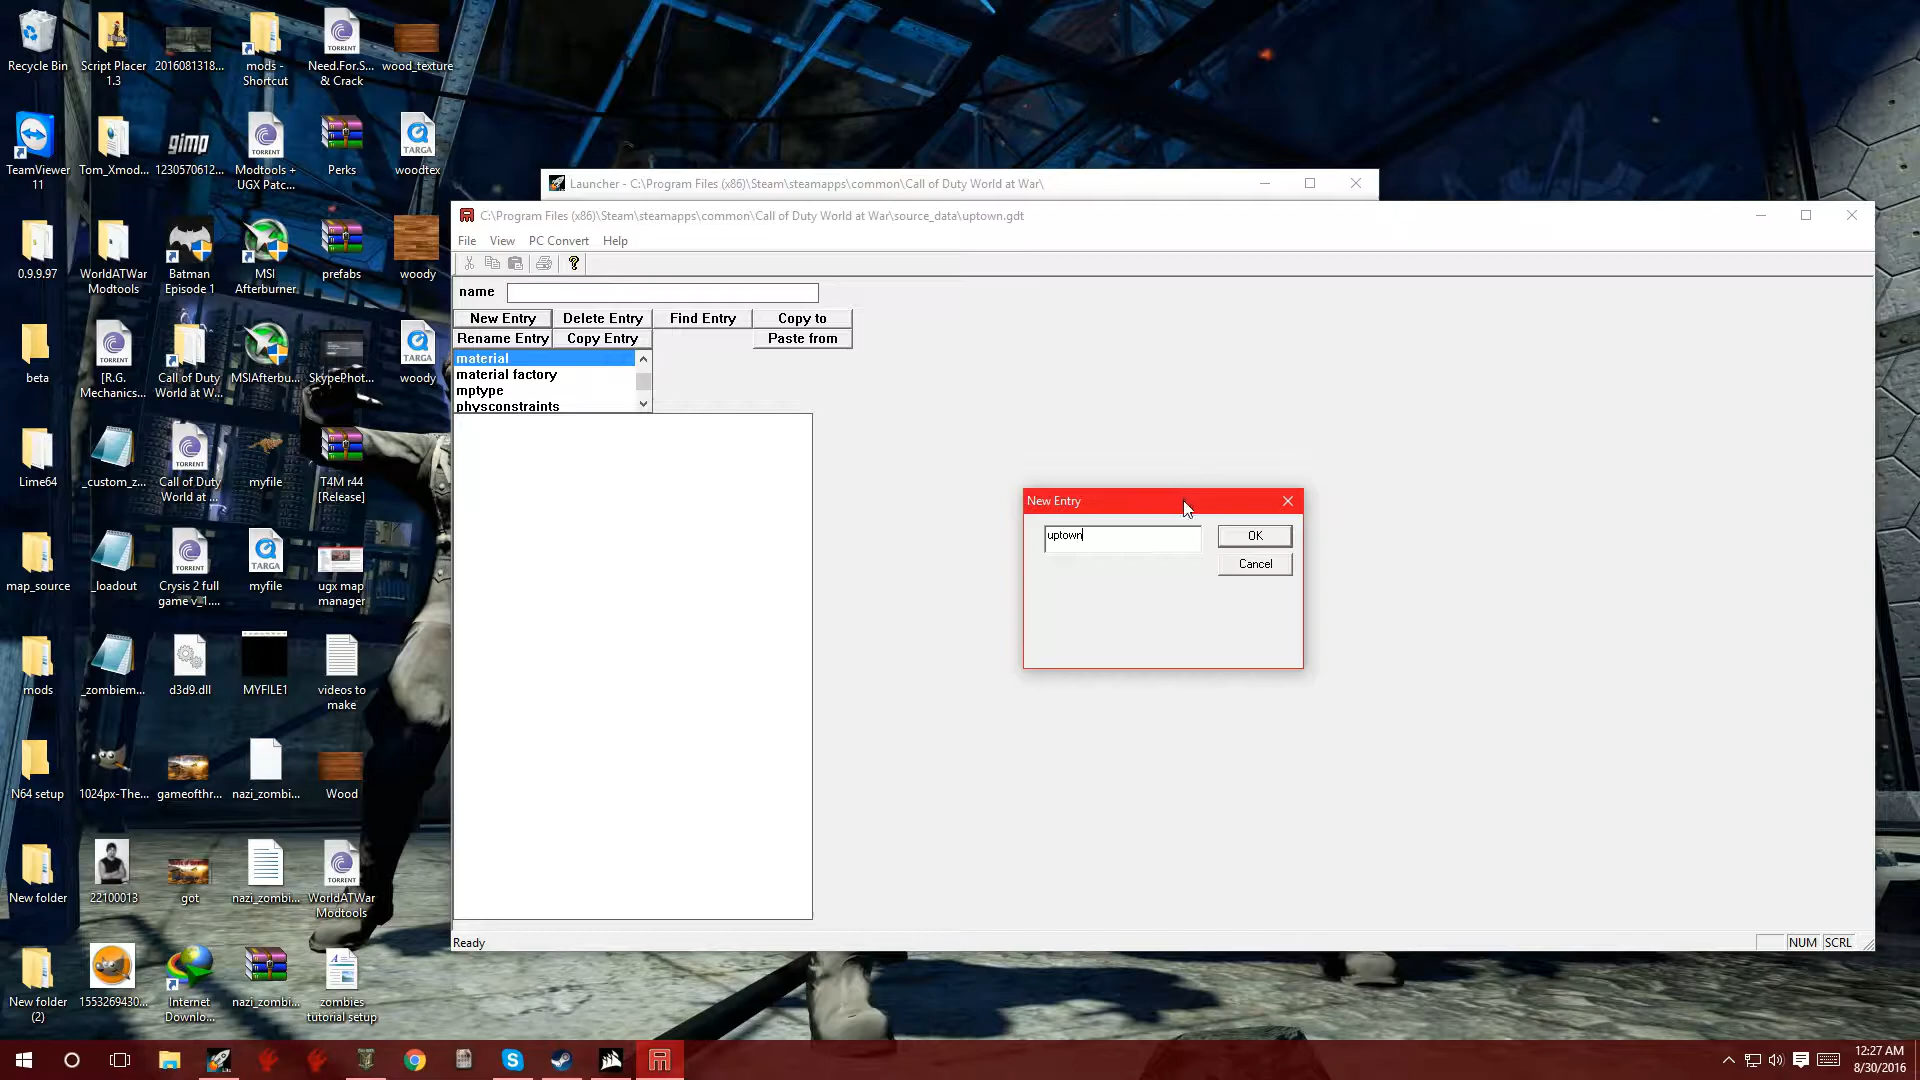 Recycle Bin
Script Placer
1.3
2016081318...
mods -
Shortcut
Need.For.S...
& Crack
wood_texture
TeamViewer
11
Tom_Xmod...
gimp
1230570612...
TORRENT
Modtools +
UGX Patc...
Perks
TARGA
woodtex
0.9.9.97
WorldATWar
Modtools
Batman
Episode 1
MSI
Afterburner
prefabs
woody
beta
[R.G.
Mechanics...
Call of Duty
World at W...
MSIAfterbu...
SkypePhot...
TARGA
woody
Lime64
_custom_z...
TORRENT
Call of Duty
World at ...
myfile
T4M r44
[Release]
map_source
_loadout
TORRENT
Crysis 2 full
game v_1....
TARGA
myfile
ugx map
manager
mods
_zombiem...
d3d9.dll
MYFILE1
videos to
make
N64 setup
1024px-The...
gameofthr...
nazi_zombi...
Wood
New folder
22100013
got
nazi_zombi...
TORRENT
WorldATWar
Modtools
New folder
(2)
1553269430...
Internet
Downlo...
nazi_zombi...
zombies
tutorial setup
Launcher - C:\Program Files (x86)\Steam\steamapps\common\Call of Duty World at War\
C:\Program Files (x86)\Steam\steamapps\common\Call of Duty World at War\source_data\uptown.gdt
File View PC Convert Help
name
New Entry Delete Entry Find Entry Copy to
Rename Entry Copy Entry Paste from
material
material factory
mptype
physconstraints
New Entry
uptown
OK
Cancel
Ready
NUM SCRL
12:27 AM
8/30/2016